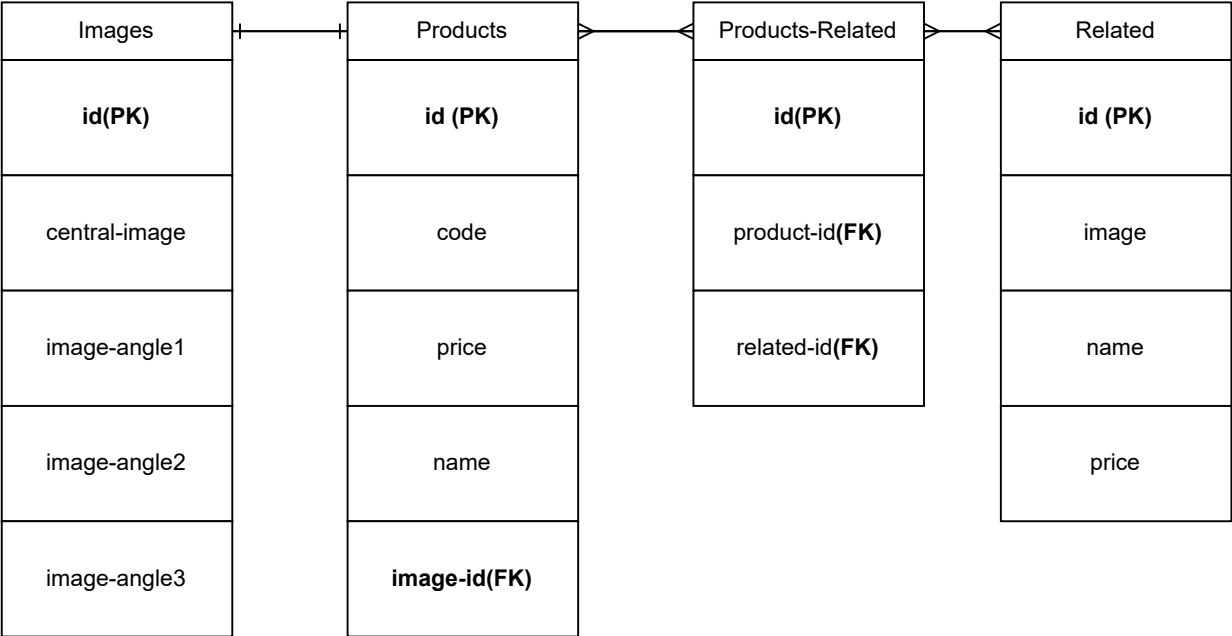 Images
id(PK)
central-image
image-angle1
image-angle2
image-angle3
Products
id (PK)
code
price
name
image-id(FK)
Products-Related
id(PK)
product-id(FK)
related-id(FK)
Related
id (PK)
image
name
price